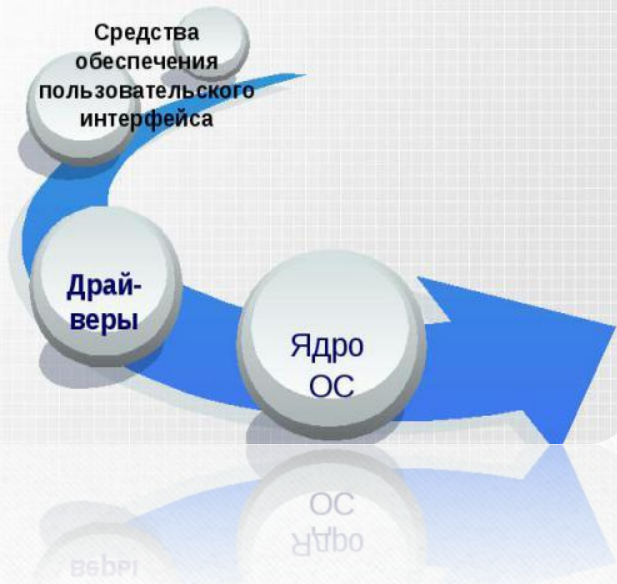 Средства
обеспечения
пользовательского
интерфейса
Драй-
веры
Ядро
ОС